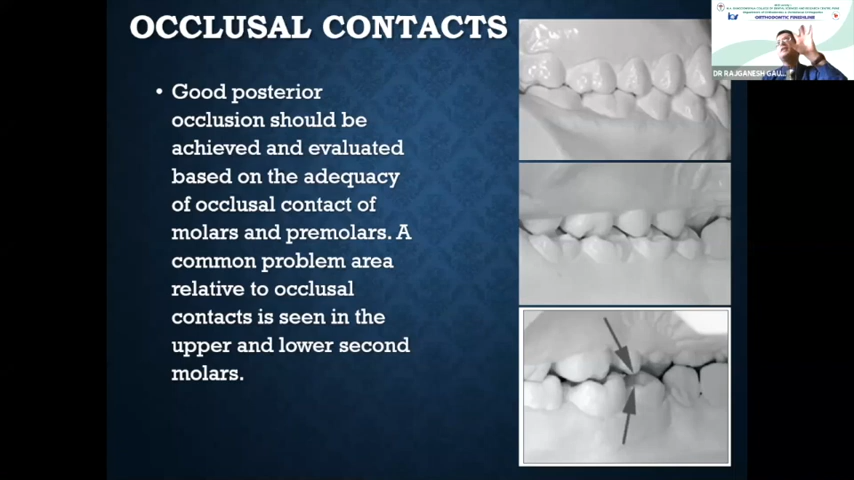 OCCLUSAL CONTACTS
• Good posterior
occlusion should be
achieved and evaluated
based on the adequacy
of occlusal contact of
molars and premolars. A
common problem area
relative to occlusal
contacts is seen in the
upper and lower second
molars.
ORTHODONTIC FINISHLINE
DR RAJGANESH GAU...